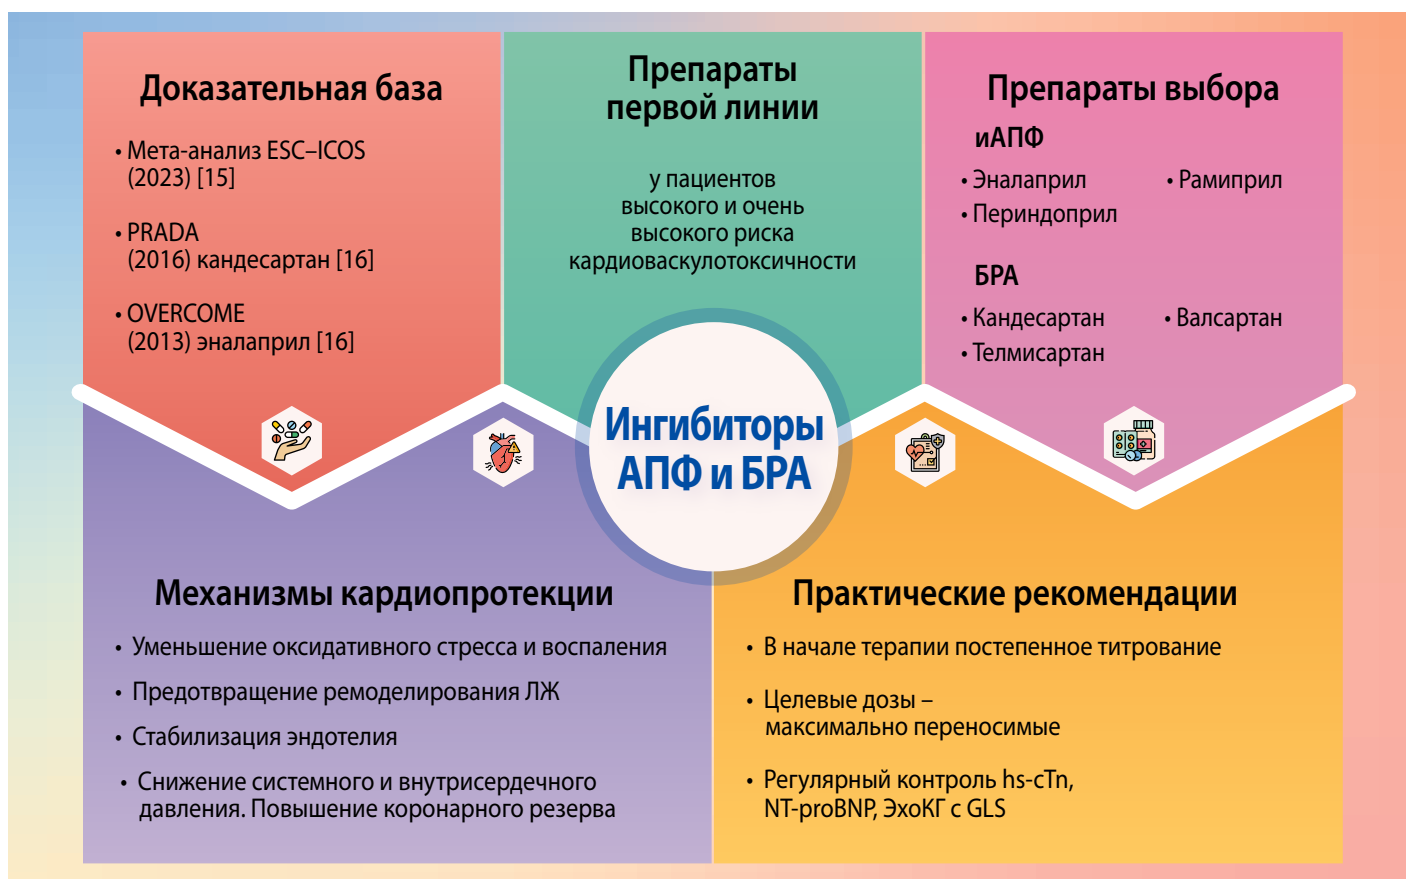 Доказательная база
• Мета-анализ ESC–ICOS
(2023) [15]
• PRADA
(2016) кандесартан [16]
• OVERCOME
(2013) эналаприл [16]
Препараты
первой линии
у пациентов
высокого и очень
высокого риска
кардиоваскулотоксичности
Препараты выбора
иАПФ
• Эналаприл
• Рамиприл
• Периндоприл
БРА
• Кандесартан
• Валсартан
• Телмисартан
Ингибиторы
АПФ и БРА
Механизмы кардиопротекции
• Уменьшение оксидативного стресса и воспаления
• Предотвращение ремоделирования ЛЖ
• Стабилизация эндотелия
• Снижение системного и внутрисердечного
давления. Повышение коронарного резерва
Практические рекомендации
• В начале терапии постепенное титрование
• Целевые дозы –
максимально переносимые
• Регулярный контроль hs-cTn,
NT-proBNP, ЭхоКГ с GLS